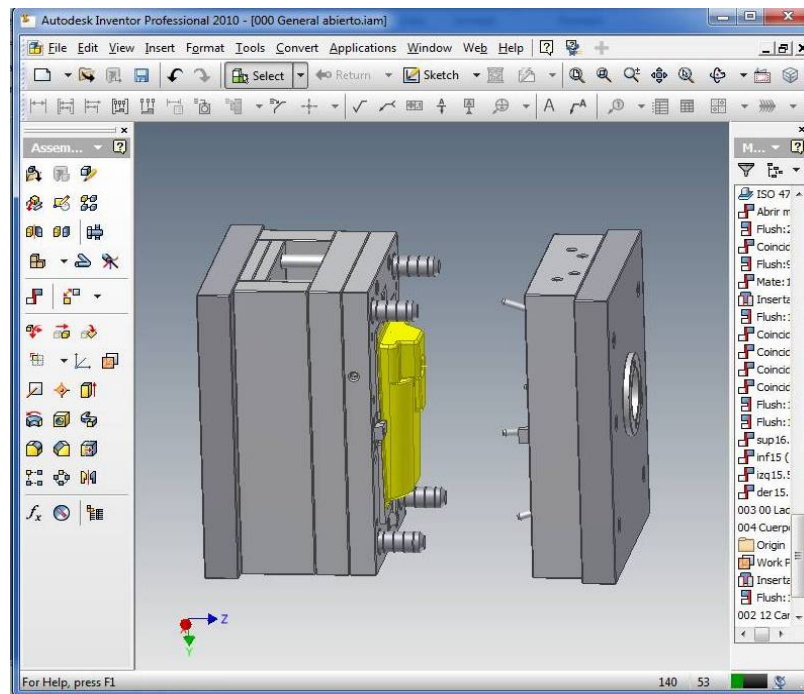 Autodesk Inventor Professional 2010 - [000 General abierto.iam]
File Edit View Insert Format Tools Convert Applications Window Web Help
Select Return Sketch
Assem...
M...
ISO 47
Abrir m
Flush:2
Coincid
Flush:9
Mate:1
Inserta
Flush:1
Coincid
Coincid
Coincid
Coincid
Flush:1
Flush:1
sup16.
inf15 (
izq15.5
der15.
003 00 Lad
004 Cuerpo
Origin
Work P
Inserta
Flush:1
002 12 Car
Z
Y
For Help, press F1
140 53